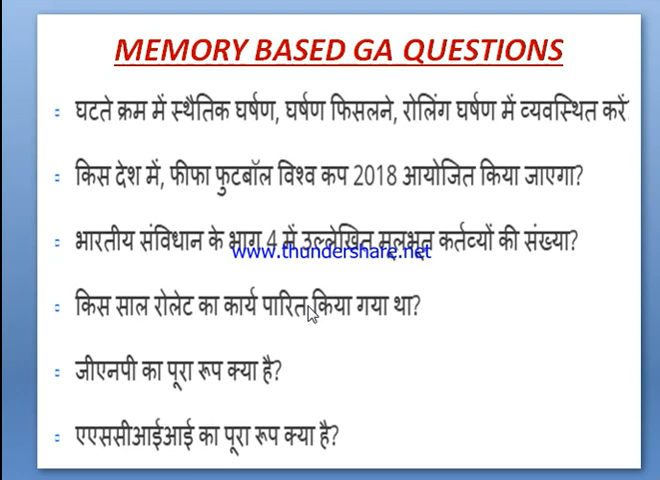 MEMORY BASED GA QUESTIONS
घटते क्रम में स्थैतिक घर्षण, घर्षण फिसलने, रोलिंग घर्षण में व्यवस्थित करें
किस देश में, फीफा फुटबॉल विश्व कप 2018 आयोजित किया जाएगा?
भारतीय संविधान के भाग 4 में उल्लेखित मूलभूत कर्तव्यों की संख्या?
www.thundershare.net
किस साल रोलेट का कार्य पारित किया गया था?
जीएनपी का पूरा रूप क्या है?
एएससीआईआई का पूरा रूप क्या है?